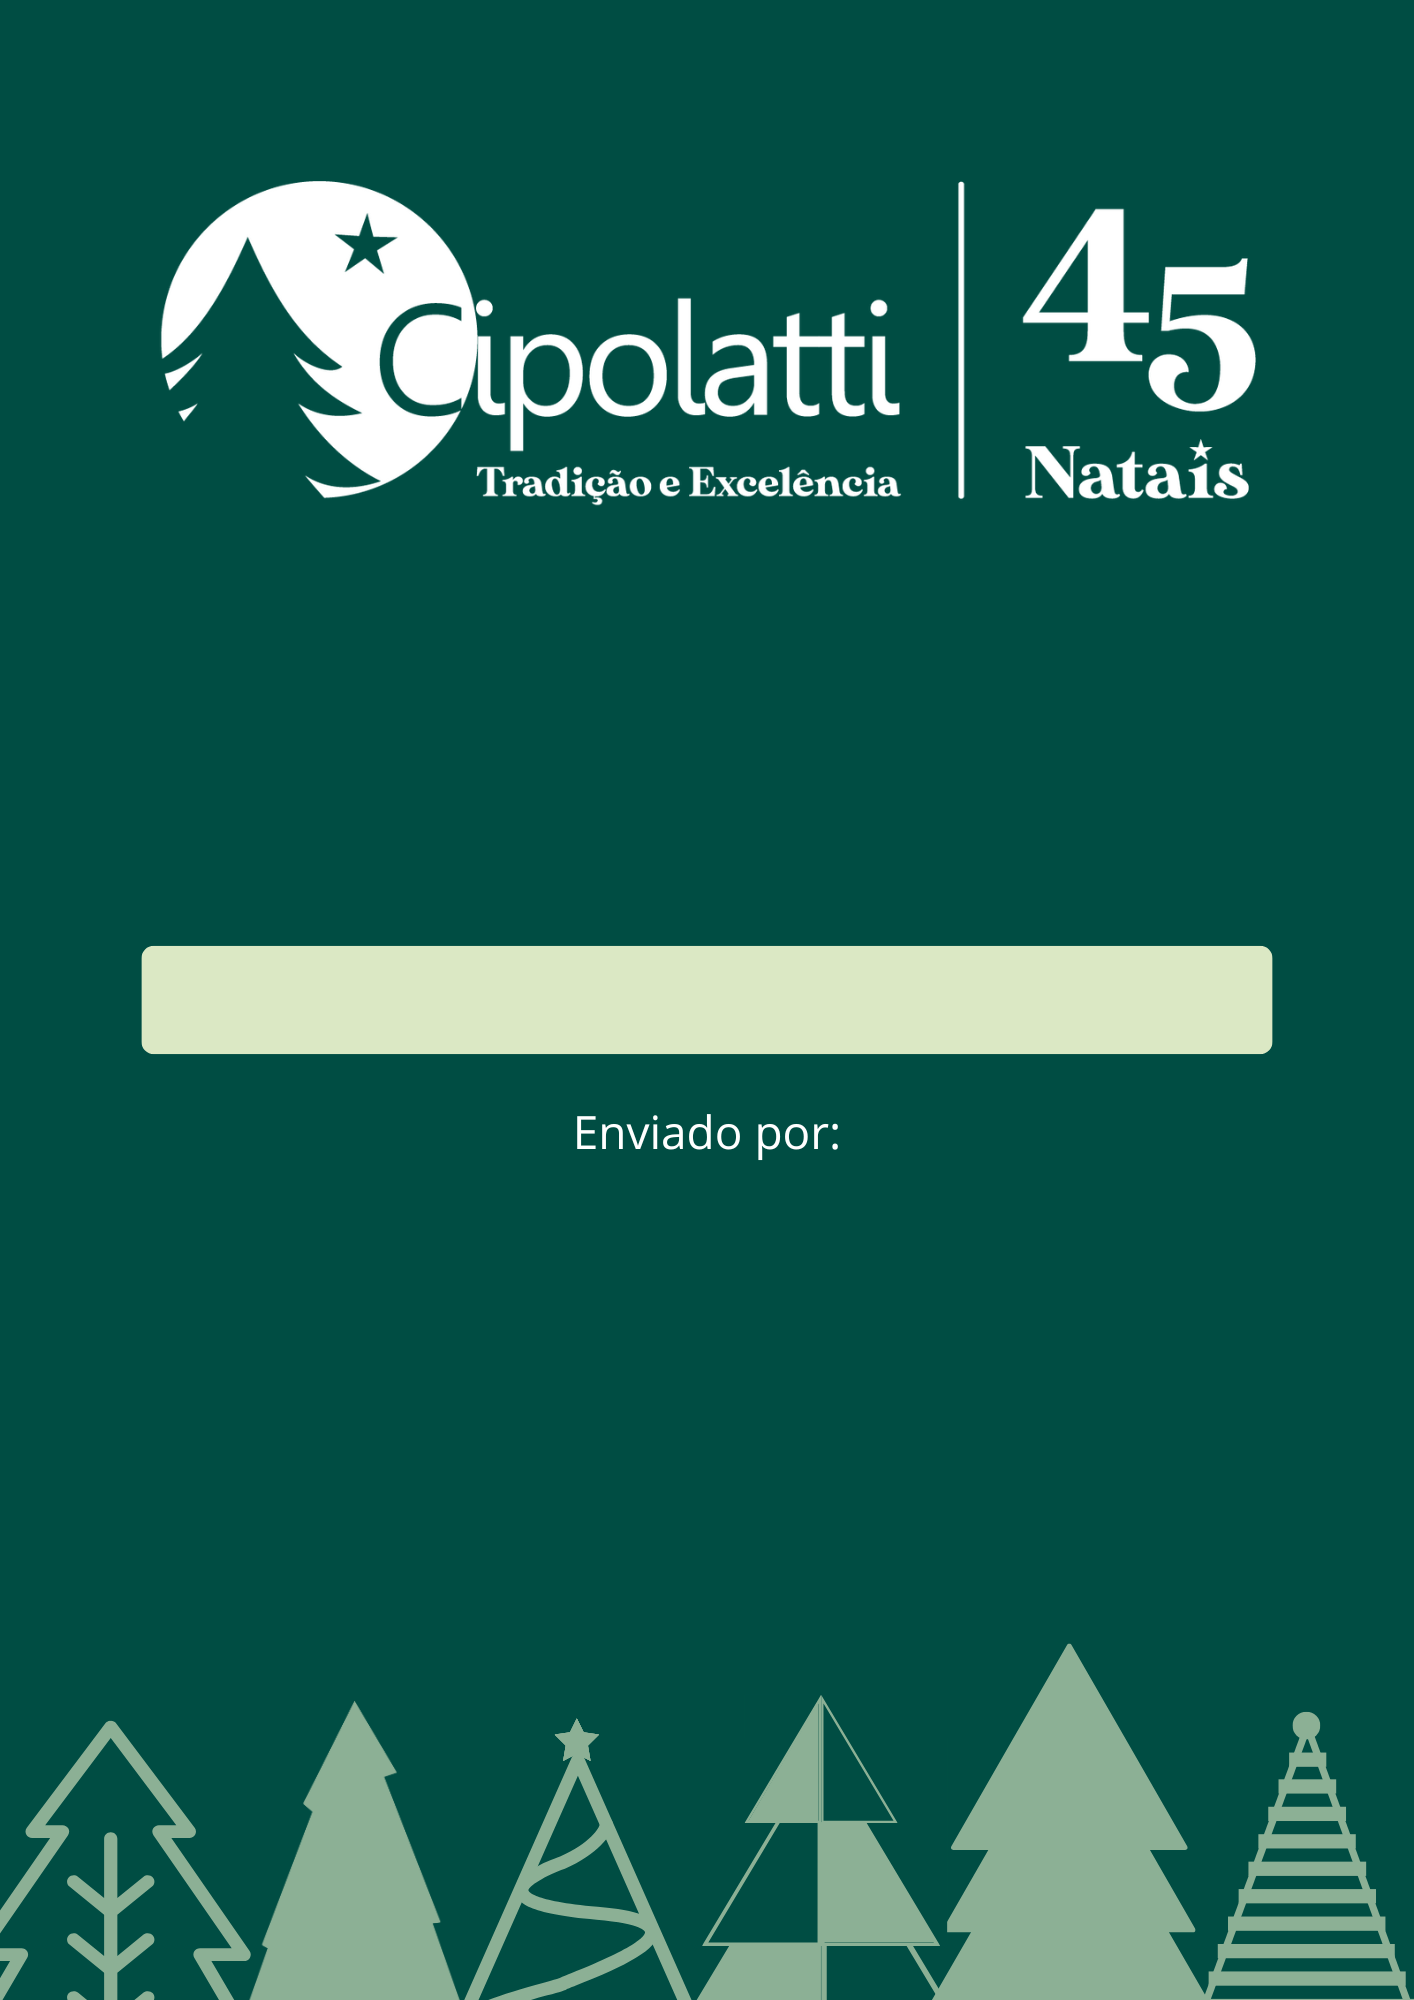 Cipolatti
Tradição e Excelência
45
Natais
Enviado por: